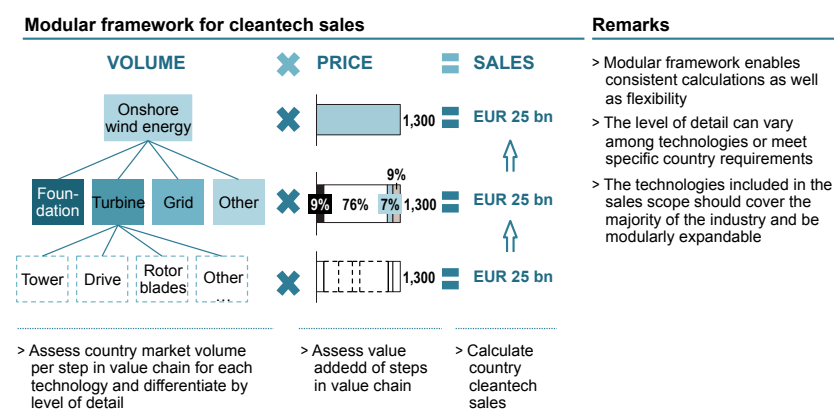 Modular framework for cleantech sales
Remarks
VOLUME
PRICE
SALES
Onshore
wind energy
1,300
EUR 25 bn
Foun-
dation
Turbine
Grid
Other
9%
76%
7%
9%
1,300
EUR 25 bn
Tower
Drive
Rotor
blades
Other
...
1,300
EUR 25 bn
> Assess country market volume
per step in value chain for each
technology and differentiate by
level of detail
> Assess value
addedd of steps
in value chain
> Calculate
country
cleantech
sales
> Modular framework enables
consistent calculations as well
as flexibility
> The level of detail can vary
among technologies or meet
specific country requirements
> The technologies included in the
sales scope should cover the
majority of the industry and be
modularly expandable